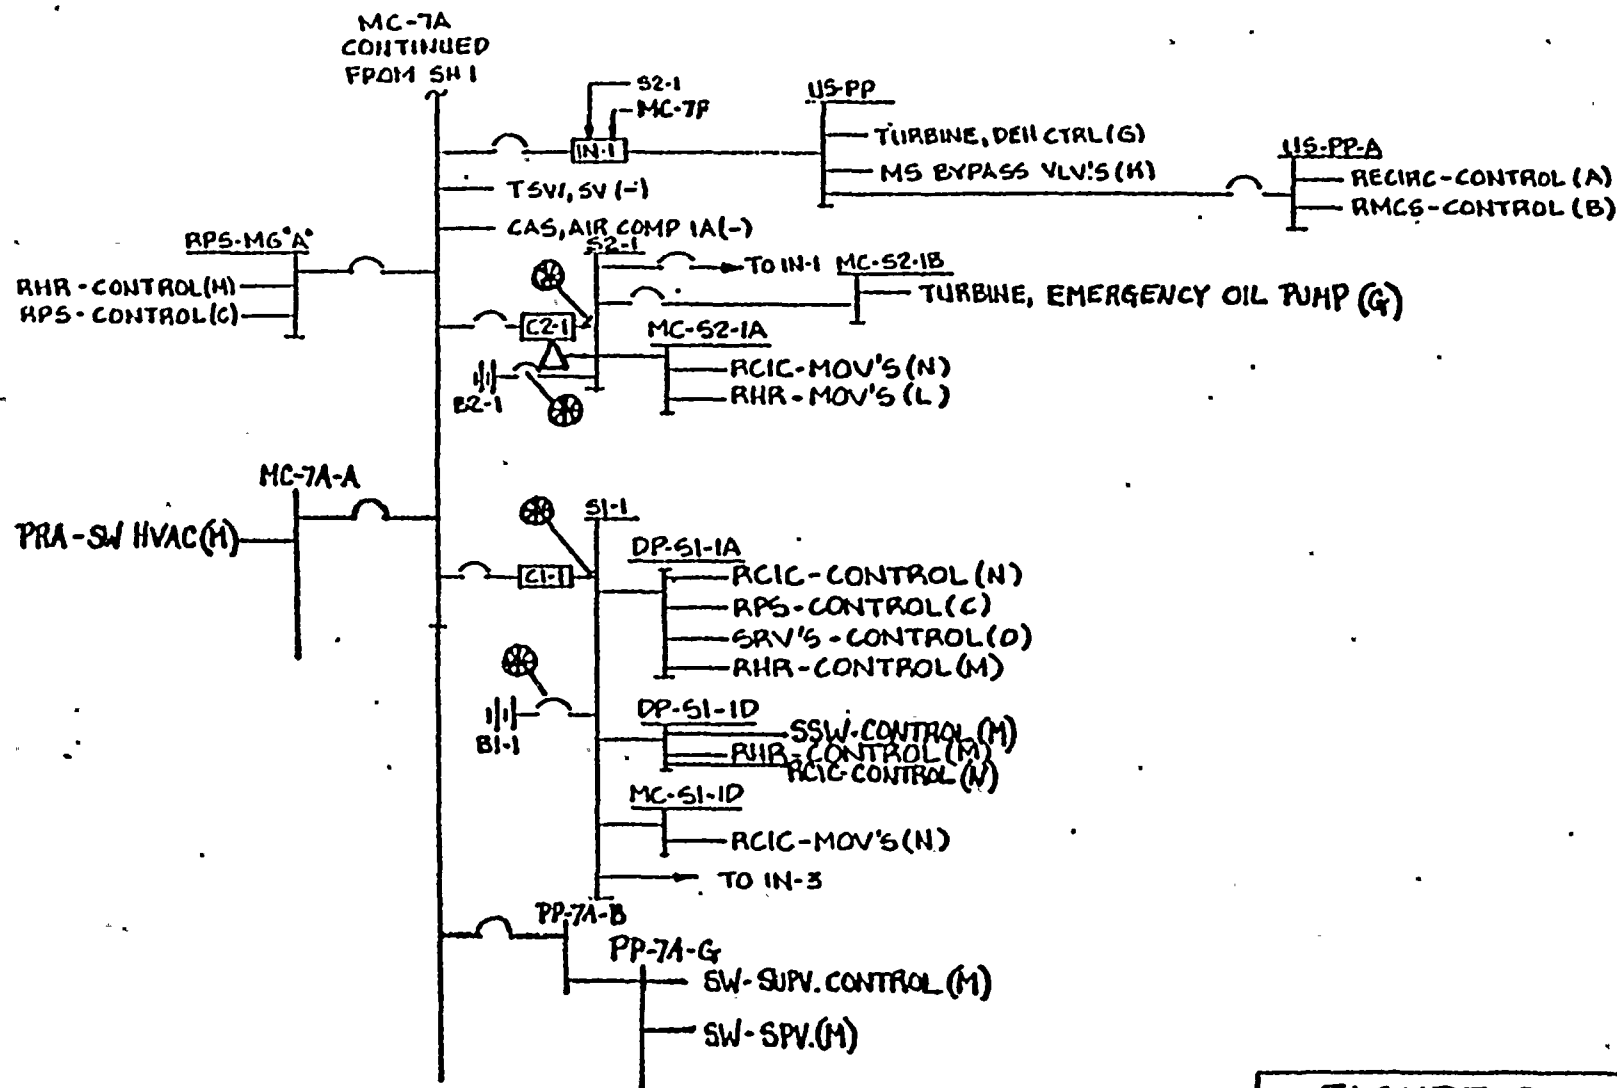 MC-7A
CONTINUED
FROM SH 1
S2-1
MC-7F
IN-1
US-PP
TURBINE, DEH CTRL (G)
MS BYPASS VLV'S (K)
US-PP-A
RECIRC-CONTROL (A)
RMCS-CONTROL (B)
TSW, SV (-)
CAS, AIR COMP 1A (-)
RPS-MG "A"
RHR-CONTROL (M)
RPS-CONTROL (C)
S2-1
TO IN-1
MC-S2-1B
TURBINE, EMERGENCY OIL PUMP (G)
C2-1
MC-S2-1A
RCIC-MOV'S (N)
RHR-MOV'S (L)
B2-1
MC-7A-A
PRA-SW HVAC (M)
S1-1
C1-1
DP-S1-1A
RCIC-CONTROL (N)
RPS-CONTROL (C)
SRV'S-CONTROL (O)
RHR-CONTROL (M)
B1-1
DP-S1-1D
SSW-CONTROL (M)
RHR-CONTROL (M)
RCIC-CONTROL (N)
MC-S1-1D
RCIC-MOV'S (N)
TO IN-3
PP-7A-B
PP-7A-G
SW-SUPV. CONTROL (M)
SW-SPV. (M)